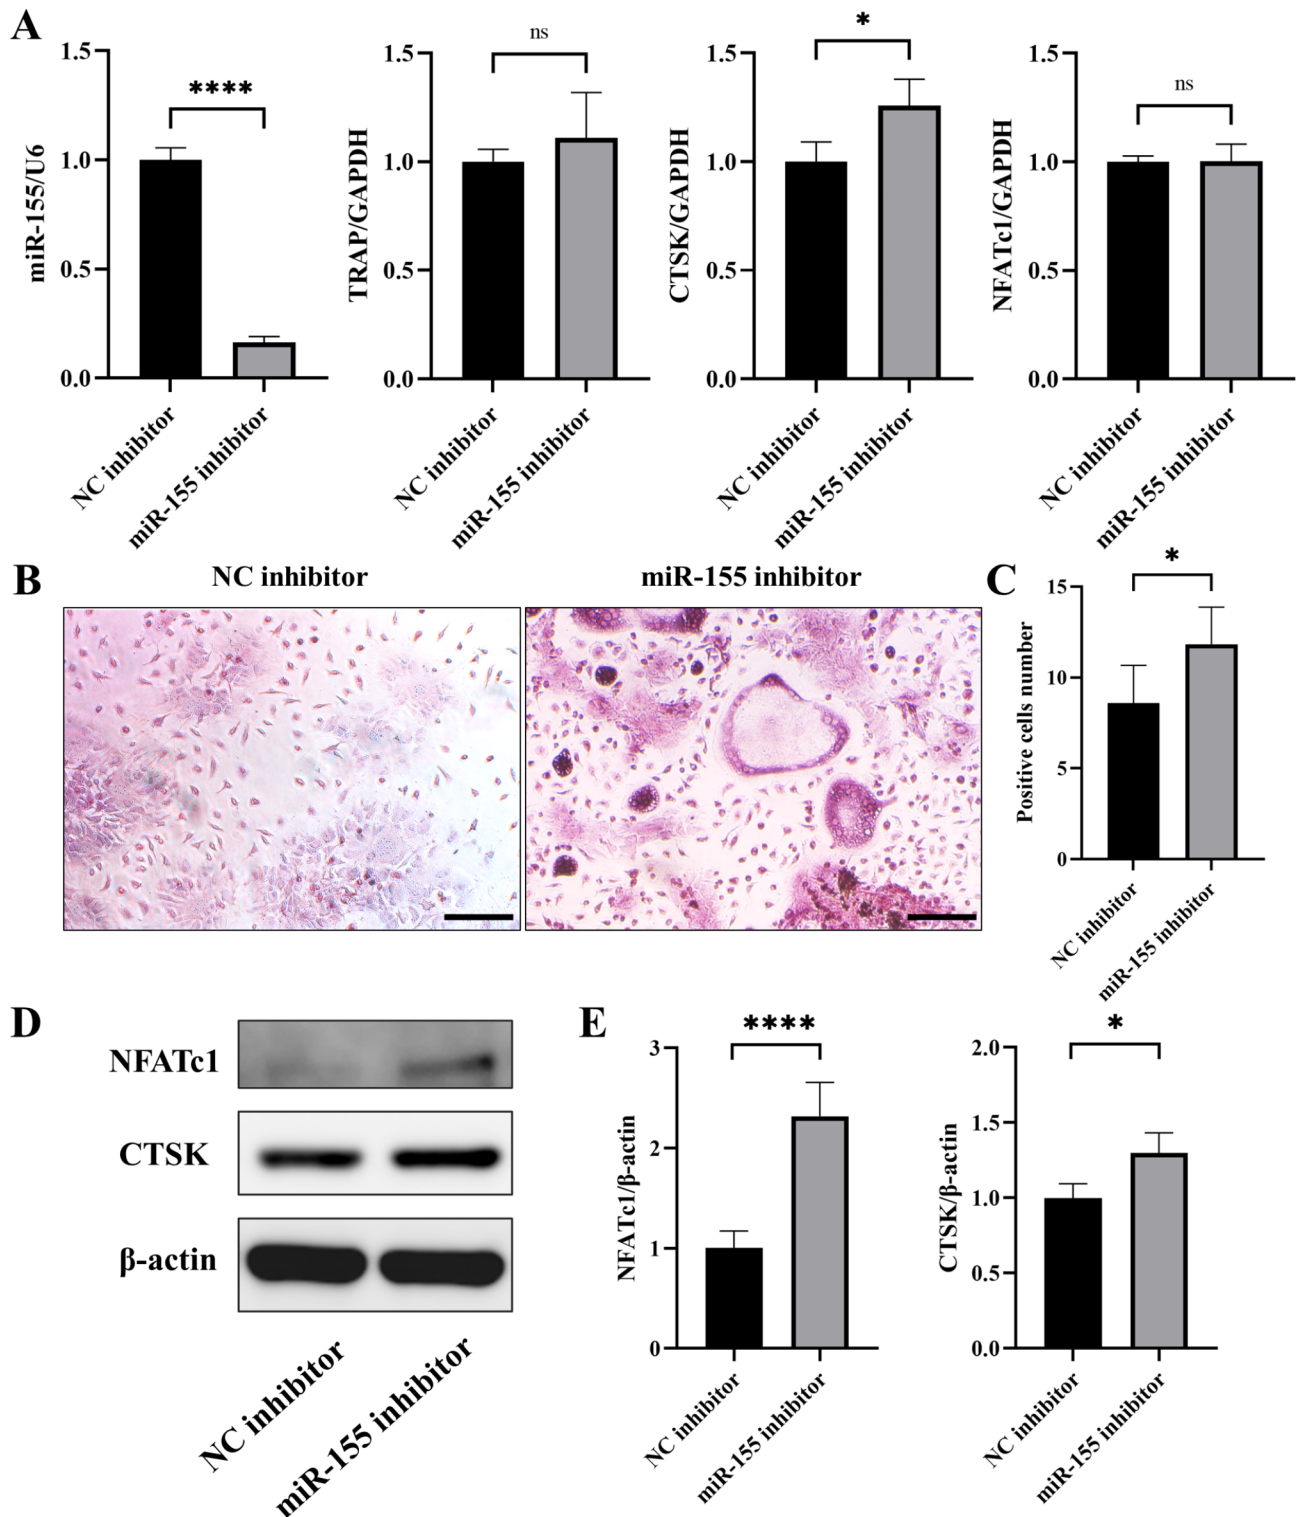 A
miR-155/U6
1.5
1.0
0.5
0.0
****
NC inhibitor
miR-155 inhibitor
TRAP/GAPDH
1.5
1.0
0.5
0.0
ns
NC inhibitor
miR-155 inhibitor
CTSK/GAPDH
1.5
1.0
0.5
0.0
*
NC inhibitor
miR-155 inhibitor
NFATc1/GAPDH
1.5
1.0
0.5
0.0
ns
NC inhibitor
miR-155 inhibitor
B
NC inhibitor
miR-155 inhibitor
C
Positive cells number
15
10
5
0
*
NC inhibitor
miR-155 inhibitor
D
NFATc1
CTSK
β-actin
NC inhibitor
miR-155 inhibitor
E
NFATc1/β-actin
3
2
1
0
****
NC inhibitor
miR-155 inhibitor
CTSK/β-actin
2.0
1.5
1.0
0.5
0.0
*
NC inhibitor
miR-155 inhibitor